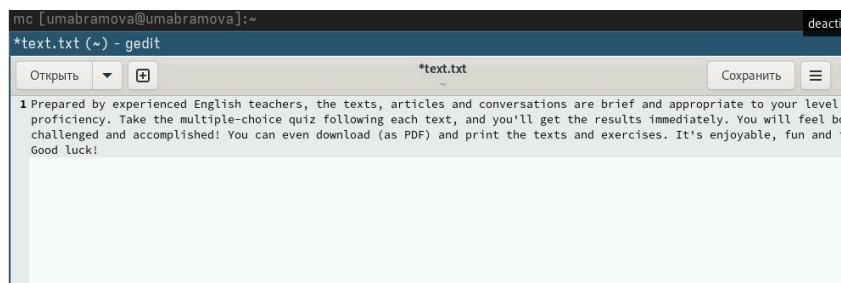 mc [umabramova@umabramova]:~
deacti
*text.txt (~) - gedit
Открыть
*text.txt
~
Сохранить
1 Prepared by experienced English teachers, the texts, articles and conversations are brief and appropriate to your level
proficiency. Take the multiple-choice quiz following each text, and you'll get the results immediately. You will feel bo
challenged and accomplished! You can even download (as PDF) and print the texts and exercises. It's enjoyable, fun and
Good luck!